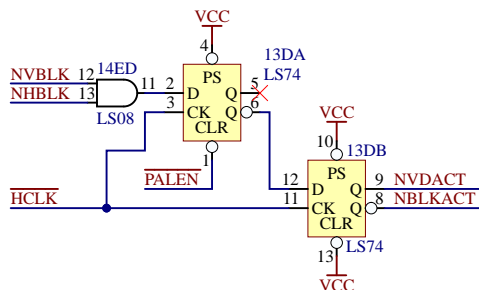 VCC
4
14ED
13DA
LS74
NVBLK 12
11 2 D PS Q 5
NHBLK 13
3 CK Q 6
LS08
CLR
1
VCC
PALEN
10
13DB
PS
12 D Q 9 NVDACT
HCLK
11 CK Q 8 NBLKACT
CLR
LS74
13
VCC